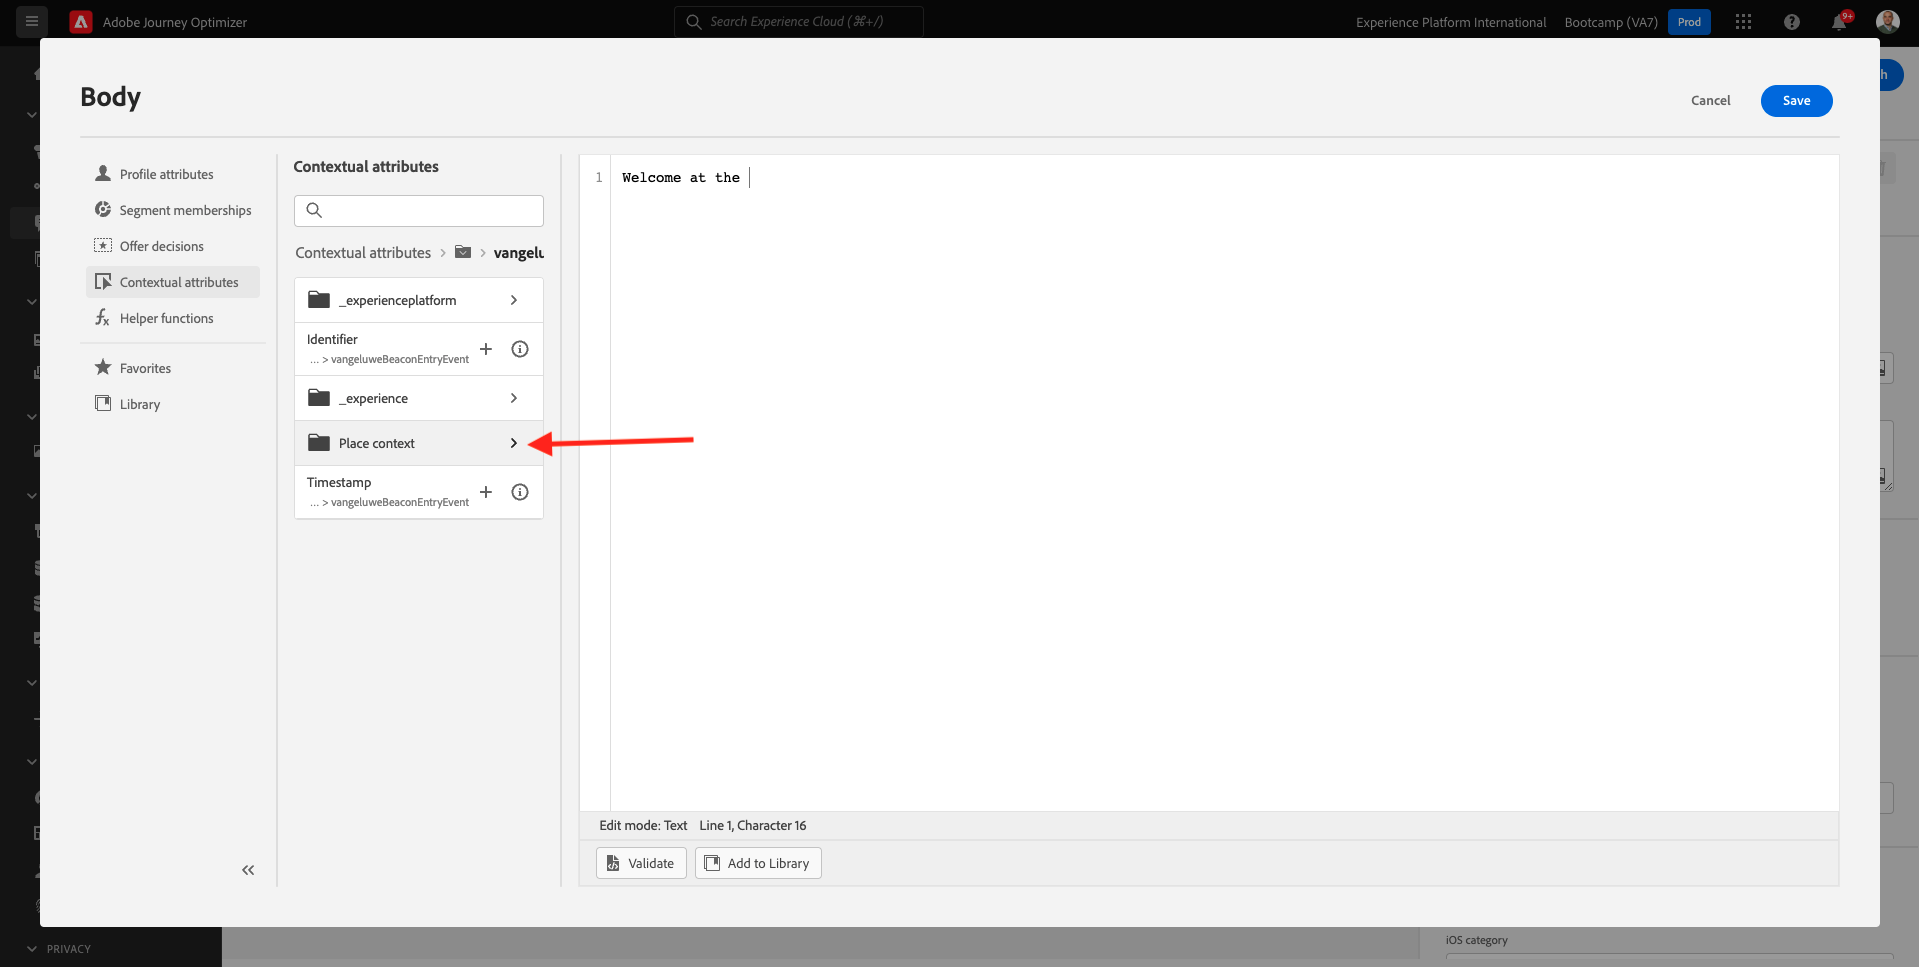 Adobe Journey Optimizer
Search Experience Cloud (⌘+/)
Experience Platform International
Bootcamp (VA7)
Prod
9+
h
Body
Cancel
Save
Profile attributes
Segment memberships
Offer decisions
Contextual attributes
Helper functions
Favorites
Library
Contextual attributes
Contextual attributes > > vangelu
_experienceplatform
Identifier
... > vangeluweBeaconEntryEvent
_experience
Place context
Timestamp
... > vangeluweBeaconEntryEvent
1 Welcome at the
Edit mode: Text Line 1, Character 16
Validate
Add to Library
PRIVACY
iOS category